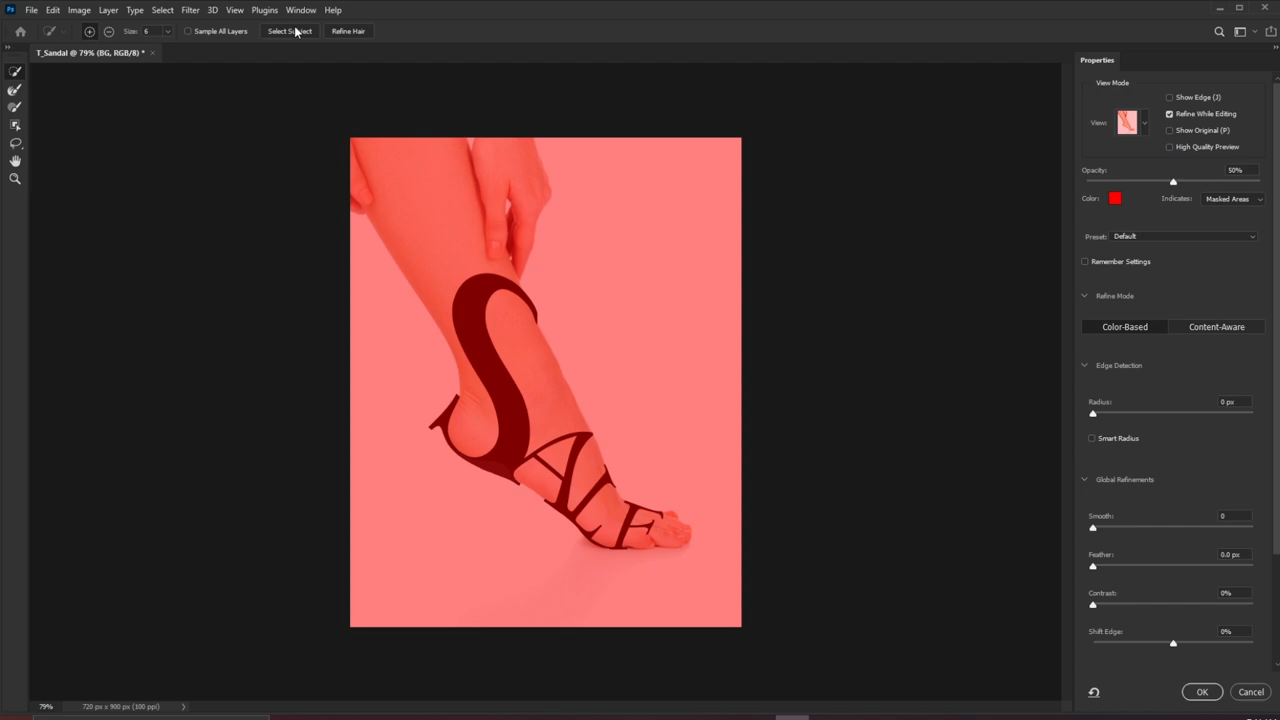 Ps File Edit Image Layer Type Select Filter 3D View Plugins Window Help
Size: 6 Sample All Layers Select Subject Refine Hair
T_Sandal @ 79% (BG, RGB/8) *
Properties
View Mode
Show Edge (J)
View: Refine While Editing
Show Original (P)
High Quality Preview
Opacity: 50%
Color: Indicates: Masked Areas
Preset: Default
Remember Settings
Refine Mode
Color-Based Content-Aware
Edge Detection
Radius: 0 px
Smart Radius
Global Refinements
Smooth: 0
Feather: 0.0 px
Contrast: 0%
Shift Edge: 0%
OK Cancel
SALE
79% 720 px x 900 px (100 ppi)